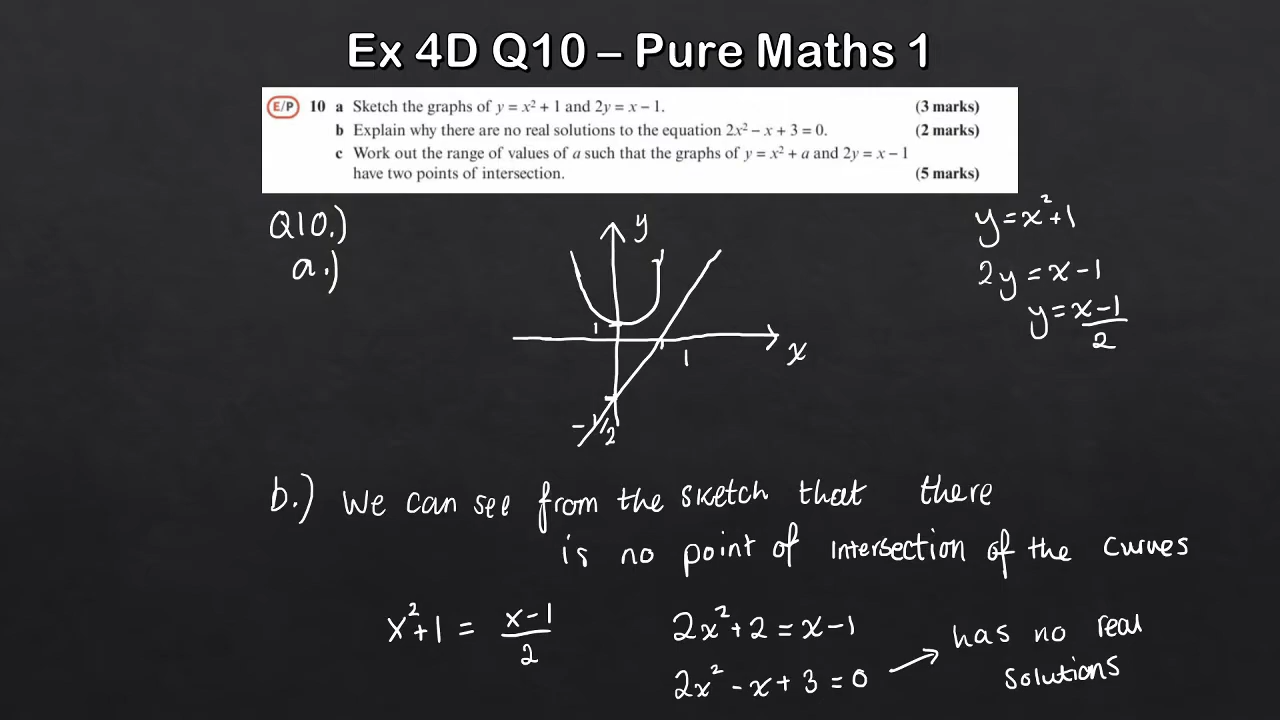 Ex 4D Q10 – Pure Maths 1
E/P 10 a Sketch the graphs of y = x² + 1 and 2y = x − 1. (3 marks)
b Explain why there are no real solutions to the equation 2x² − x + 3 = 0. (2 marks)
c Work out the range of values of a such that the graphs of y = x² + a and 2y = x − 1
have two points of intersection. (5 marks)
Q10.)
a.)
y
1
1
x
-1/2
y = x² + 1
2y = x − 1
y = x − 1
2
b.) We can see from the sketch that there
is no point of intersection of the curves
x² + 1 = x − 1
2
2x² + 2 = x − 1
2x² − x + 3 = 0
has no real
solutions